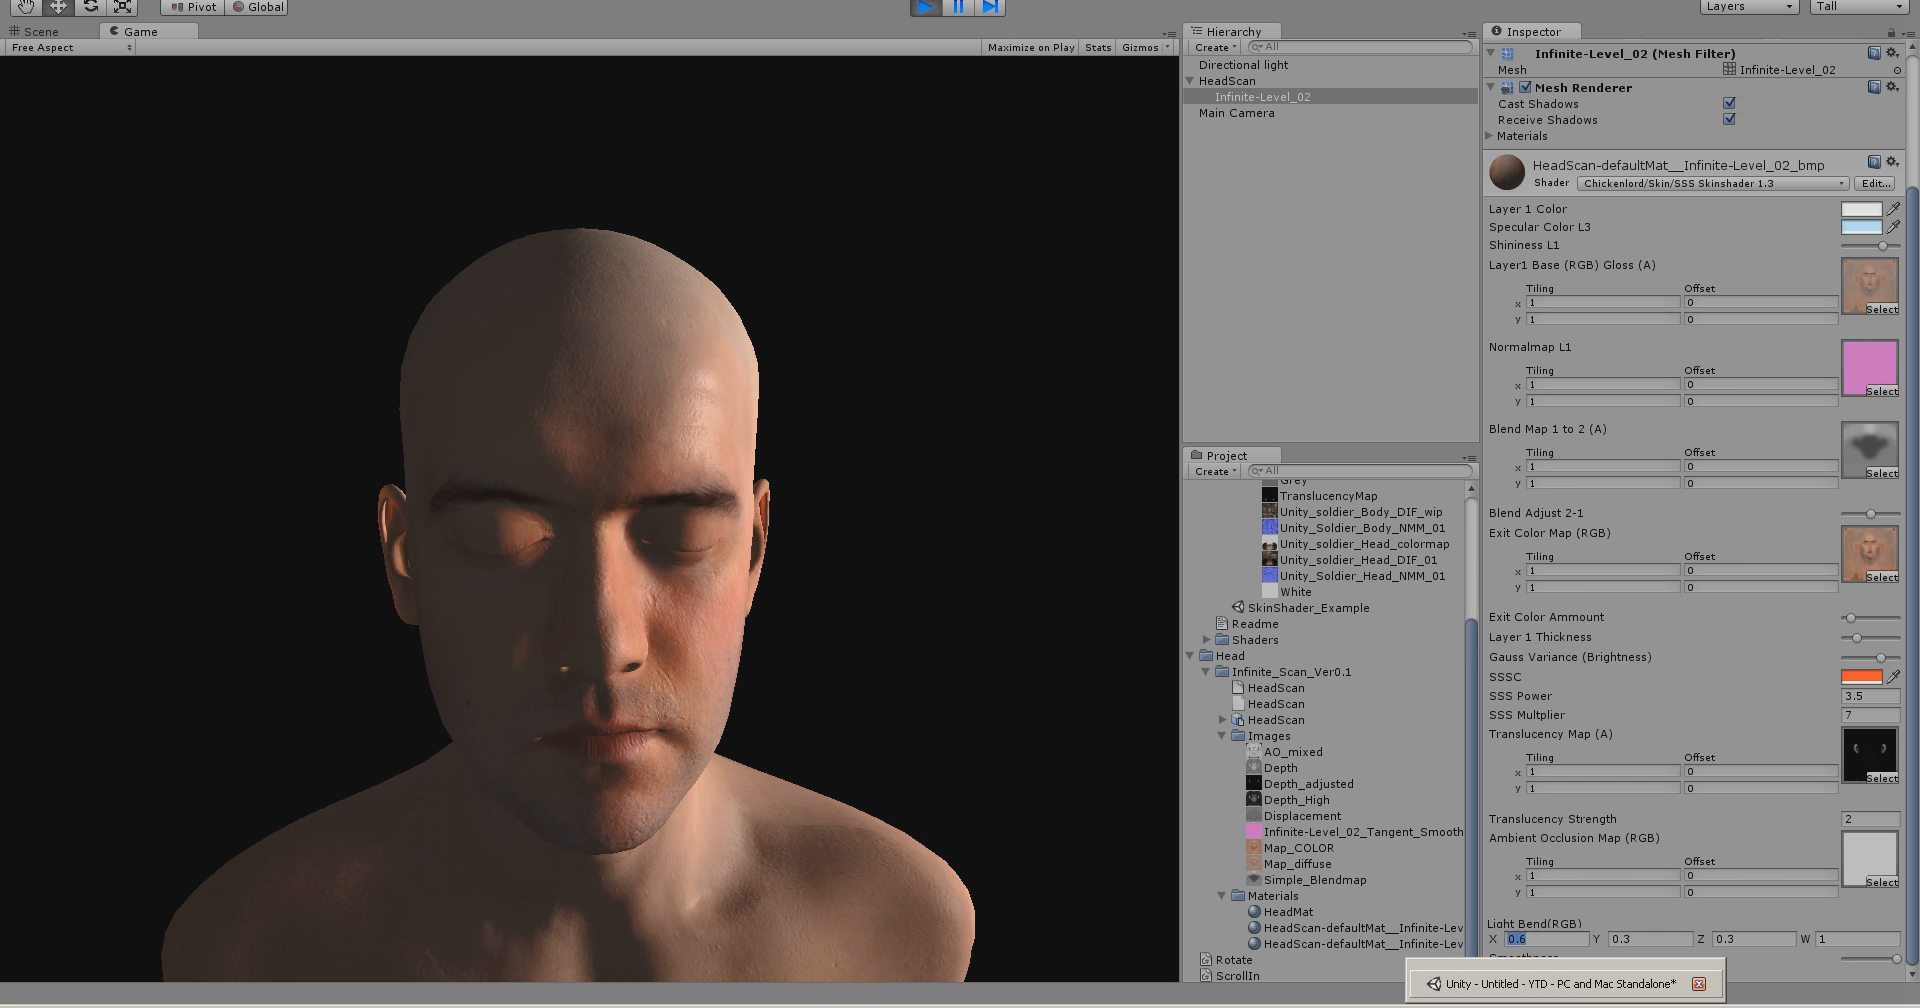 Pivot Global Layers Tall
Scene Game
Free Aspect Maximize on Play Stats Gizmos
Hierarchy
Create All
Directional light
HeadScan
Infinite-Level_02
Main Camera
Project
Create All
Grey
TranslucencyMap
Unity_soldier_Body_DIF_wip
Unity_Soldier_Body_NMM_01
Unity_soldier_Head_colormap
Unity_soldier_Head_DIF_01
Unity_Soldier_Head_NMM_01
White
SkinShader_Example
Readme
Shaders
Head
Infinite_Scan_Ver0.1
HeadScan
HeadScan
HeadScan
Images
AO_mixed
Depth
Depth_adjusted
Depth_High
Displacement
Infinite-Level_02_Tangent_Smooth
Map_COLOR
Map_diffuse
Simple_Blendmap
Materials
HeadMat
HeadScan-defaultMat__Infinite-Lev
HeadScan-defaultMat__Infinite-Lev
Rotate
ScrollIn
Inspector
Infinite-Level_02 (Mesh Filter)
Mesh Infinite-Level_02
Mesh Renderer
Cast Shadows
Receive Shadows
Materials
HeadScan-defaultMat__Infinite-Level_02_bmp
Shader Chickenlord/Skin/SSS Skinshader 1.3 Edit...
Layer 1 Color
Specular Color L3
Shininess L1
Layer1 Base (RGB) Gloss (A)
Tiling Offset
x 1 0
y 1 0
Select
Normalmap L1
Tiling Offset
x 1 0
y 1 0
Select
Blend Map 1 to 2 (A)
Tiling Offset
x 1 0
y 1 0
Select
Blend Adjust 2-1
Exit Color Map (RGB)
Tiling Offset
x 1 0
y 1 0
Select
Exit Color Ammount
Layer 1 Thickness
Gauss Variance (Brightness)
SSSC
SSS Power 3.5
SSS Multplier 7
Translucency Map (A)
Tiling Offset
x 1 0
y 1 0
Select
Translucency Strength 2
Ambient Occlusion Map (RGB)
Tiling Offset
x 1 0
y 1 0
Select
Light Bend(RGB)
X 0.6 Y 0.3 Z 0.3 W 1
Unity - Untitled - YTD - PC and Mac Standalone*